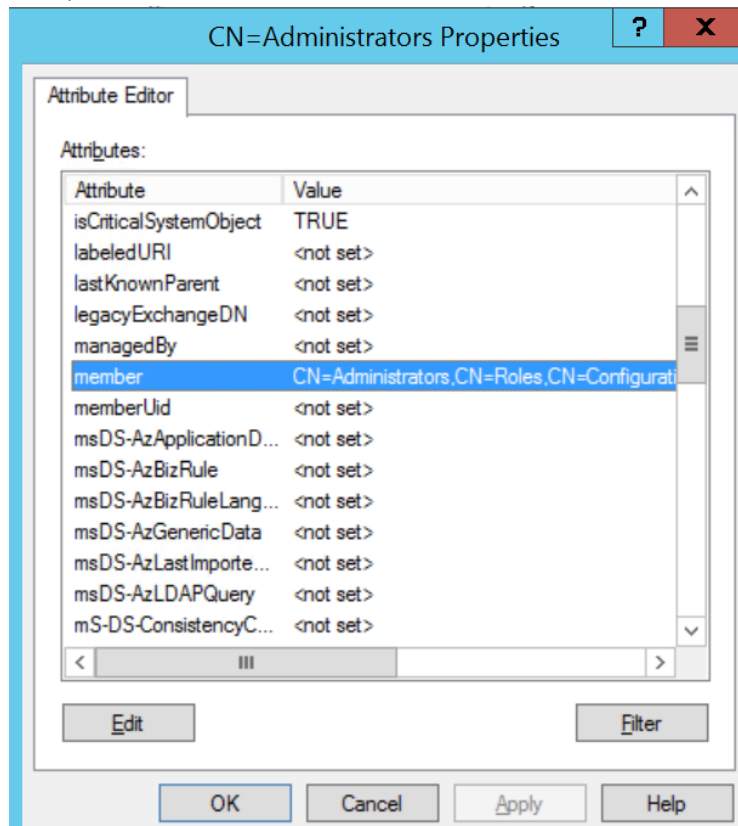 CN=Administrators Properties ? X
Attribute Editor
Attributes:
Attribute Value
isCriticalSystemObject TRUE
labeledURI <not set>
lastKnownParent <not set>
legacyExchangeDN <not set>
managedBy <not set>
member CN=Administrators,CN=Roles,CN=Configurati
memberUid <not set>
msDS-AzApplicationD... <not set>
msDS-AzBizRule <not set>
msDS-AzBizRuleLang... <not set>
msDS-AzGenericData <not set>
msDS-AzLastImporte... <not set>
msDS-AzLDAPQuery <not set>
mS-DS-ConsistencyC... <not set>
Edit Filter
OK Cancel Apply Help